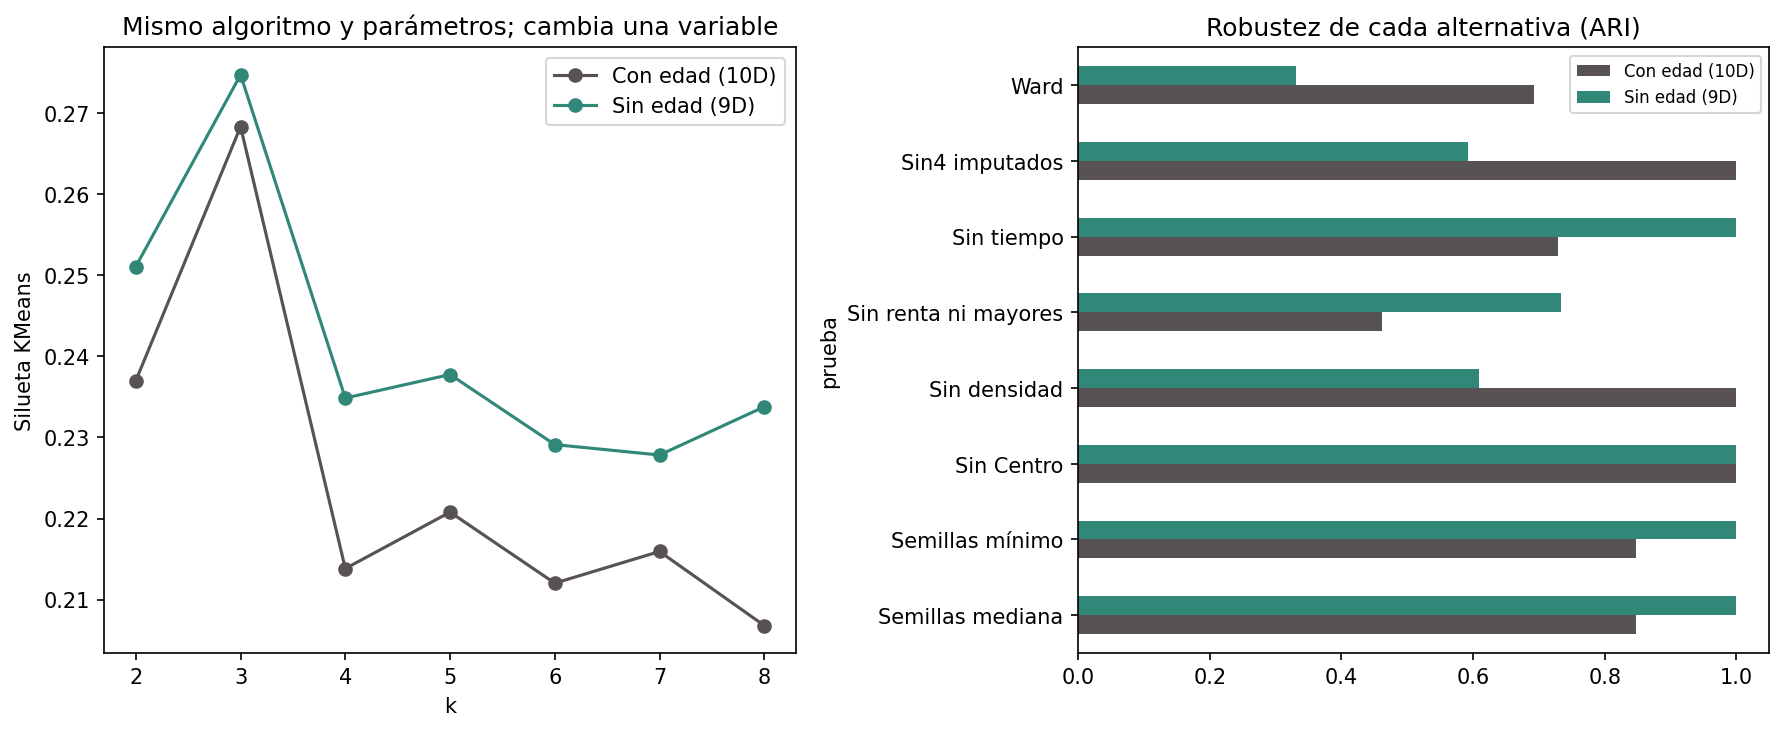 Mismo algoritmo y parámetros; cambia una variable
Con edad (10D)
Sin edad (9D)
Silueta KMeans
0.27
0.26
0.25
0.24
0.23
0.22
0.21
2 3 4 5 6 7 8
k
Robustez de cada alternativa (ARI)
Con edad (10D)
Sin edad (9D)
prueba
Ward
Sin4 imputados
Sin tiempo
Sin renta ni mayores
Sin densidad
Sin Centro
Semillas mínimo
Semillas mediana
0.0 0.2 0.4 0.6 0.8 1.0